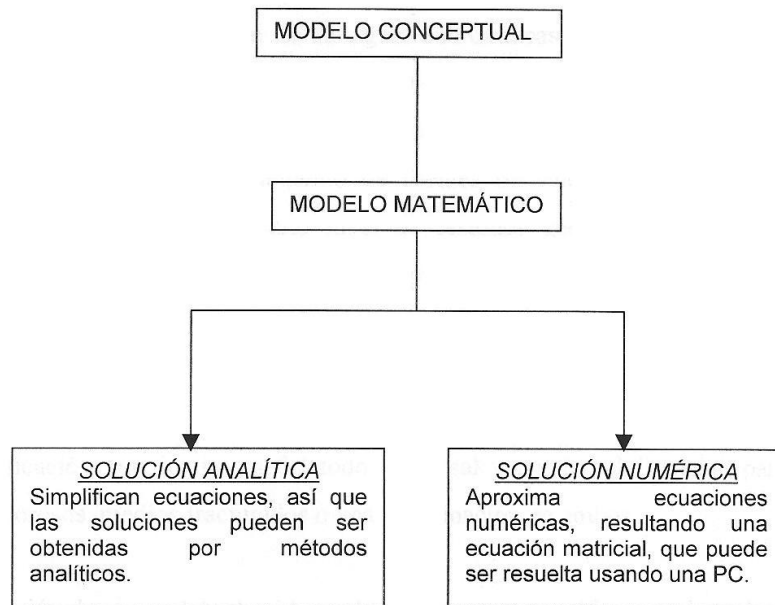 MODELO CONCEPTUAL
MODELO MATEMÁTICO
SOLUCIÓN ANALÍTICA
Simplifican ecuaciones, así que
las soluciones pueden ser
obtenidas por métodos
analíticos.
SOLUCIÓN NUMÉRICA
Aproxima ecuaciones
numéricas, resultando una
ecuación matricial, que puede
ser resuelta usando una PC.